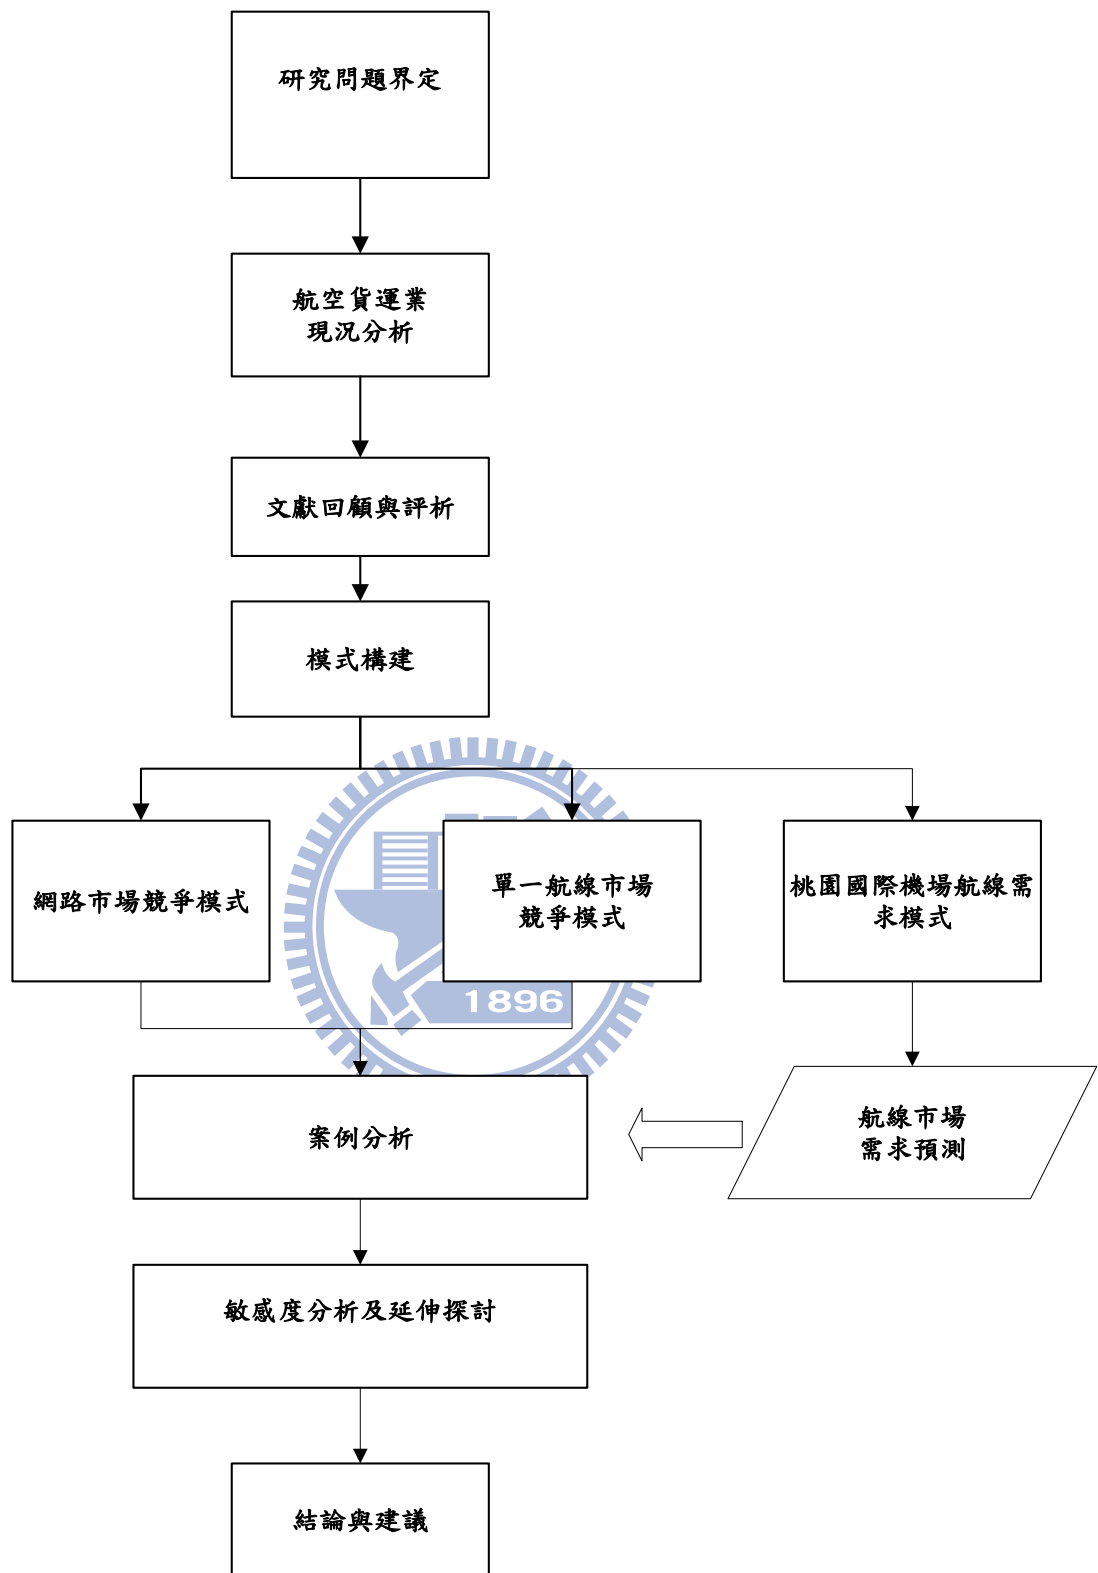 研究問題界定
航空貨運業
現況分析
文獻回顧與評析
模式構建
網路市場競爭模式
單一航線市場
競爭模式
桃園國際機場航線需
求模式
1896
案例分析
航線市場
需求預測
敏感度分析及延伸探討
結論與建議